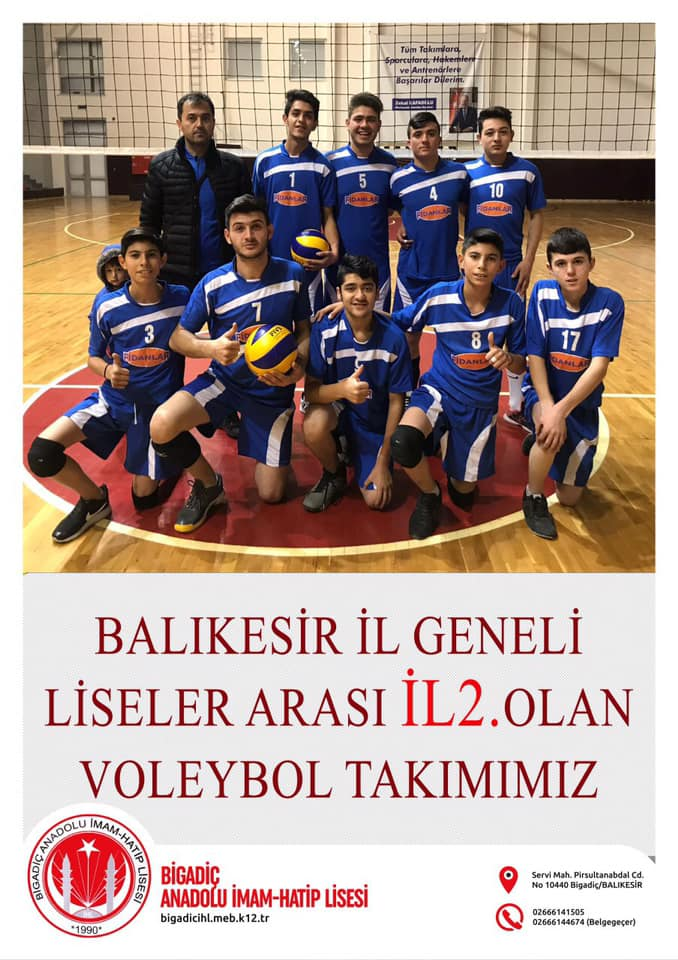 Tüm Takımlara,
Sporculara, Hakemlere
ve Antrenörlere
Başarılar Dilerim.
1
5
4
10
FİDANLAR
FİDANLAR
FİDANLAR
3
7
8
17
FİDANLAR
FİDANLAR
FİDANLAR
BALIKESİR İL GENELİ
LİSELER ARASI İL2.OLAN
VOLEYBOL TAKIMIMIZ
BİGADİÇ ANADOLU İMAM-HATİP LİSESİ
*1990*
BİGADİÇ
ANADOLU İMAM-HATİP LİSESİ
bigadicihl.meb.k12.tr
Servi Mah. Pirsultanabdal Cd.
No 10440 Bigadiç/BALIKESİR
02666141505
02666144674 (Belgegeçer)